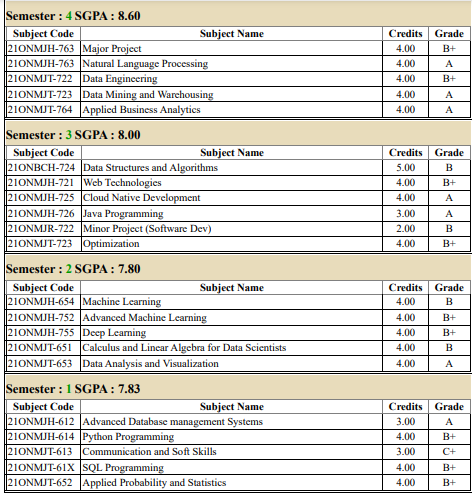 Semester : 4 SGPA : 8.60
Subject Code Subject Name Credits Grade
21ONMJH-763 Major Project 4.00 B+
21ONMJH-763 Natural Language Processing 4.00 A
21ONMJT-722 Data Engineering 4.00 B+
21ONMJT-723 Data Mining and Warehousing 4.00 A
21ONMJT-764 Applied Business Analytics 4.00 A
Semester : 3 SGPA : 8.00
Subject Code Subject Name Credits Grade
21ONBCH-724 Data Structures and Algorithms 5.00 B
21ONMJH-721 Web Technologies 4.00 B+
21ONMJH-725 Cloud Native Development 4.00 A
21ONMJH-726 Java Programming 3.00 A
21ONMJR-722 Minor Project (Software Dev) 2.00 B
21ONMJT-723 Optimization 4.00 B+
Semester : 2 SGPA : 7.80
Subject Code Subject Name Credits Grade
21ONMJH-654 Machine Learning 4.00 B
21ONMJH-752 Advanced Machine Learning 4.00 B+
21ONMJH-755 Deep Learning 4.00 B+
21ONMJT-651 Calculus and Linear Algebra for Data Scientists 4.00 B
21ONMJT-653 Data Analysis and Visualization 4.00 A
Semester : 1 SGPA : 7.83
Subject Code Subject Name Credits Grade
21ONMJH-612 Advanced Database management Systems 3.00 A
21ONMJH-614 Python Programming 4.00 B+
21ONMJT-613 Communication and Soft Skills 3.00 C+
21ONMJT-61X SQL Programming 4.00 B+
21ONMJT-652 Applied Probability and Statistics 4.00 B+